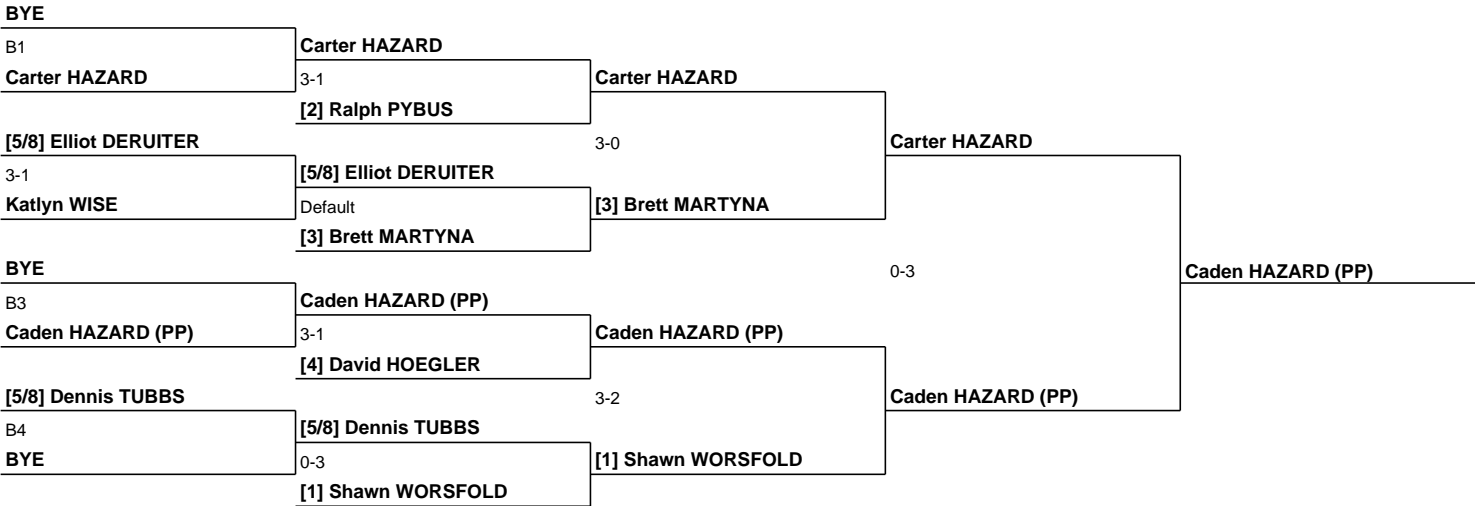 BYE
B1
Carter HAZARD
Carter HAZARD
3-1
Carter HAZARD
[2] Ralph PYBUS
[5/8] Elliot DERUITER
3-0
Carter HAZARD
3-1
[5/8] Elliot DERUITER
Katlyn WISE
Default
[3] Brett MARTYNA
[3] Brett MARTYNA
BYE
0-3
Caden HAZARD (PP)
B3
Caden HAZARD (PP)
Caden HAZARD (PP)
3-1
Caden HAZARD (PP)
[4] David HOEGLER
[5/8] Dennis TUBBS
3-2
Caden HAZARD (PP)
B4
[5/8] Dennis TUBBS
BYE
0-3
[1] Shawn WORSFOLD
[1] Shawn WORSFOLD